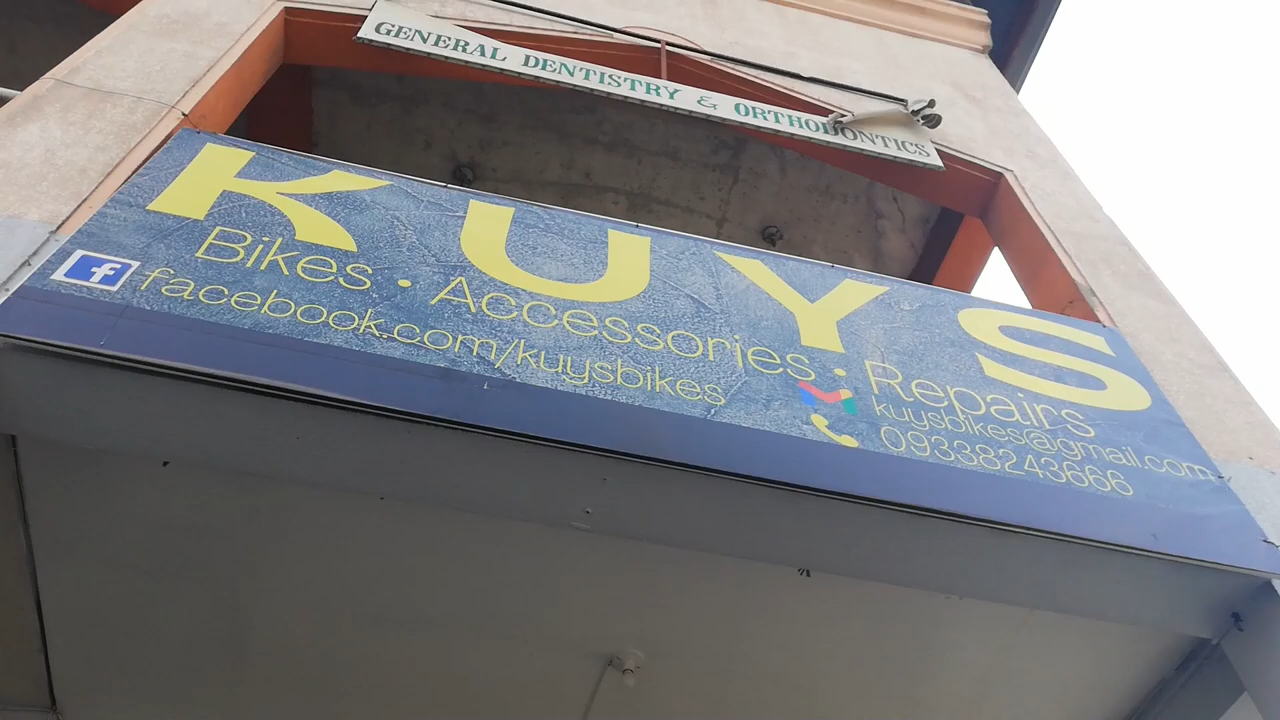 GENERAL DENTISTRY & ORTHODONTICS
KUYS
Bikes · Accessories · Repairs
facebook.com/kuysbikes
kuysbikes@gmail.com
09338243666